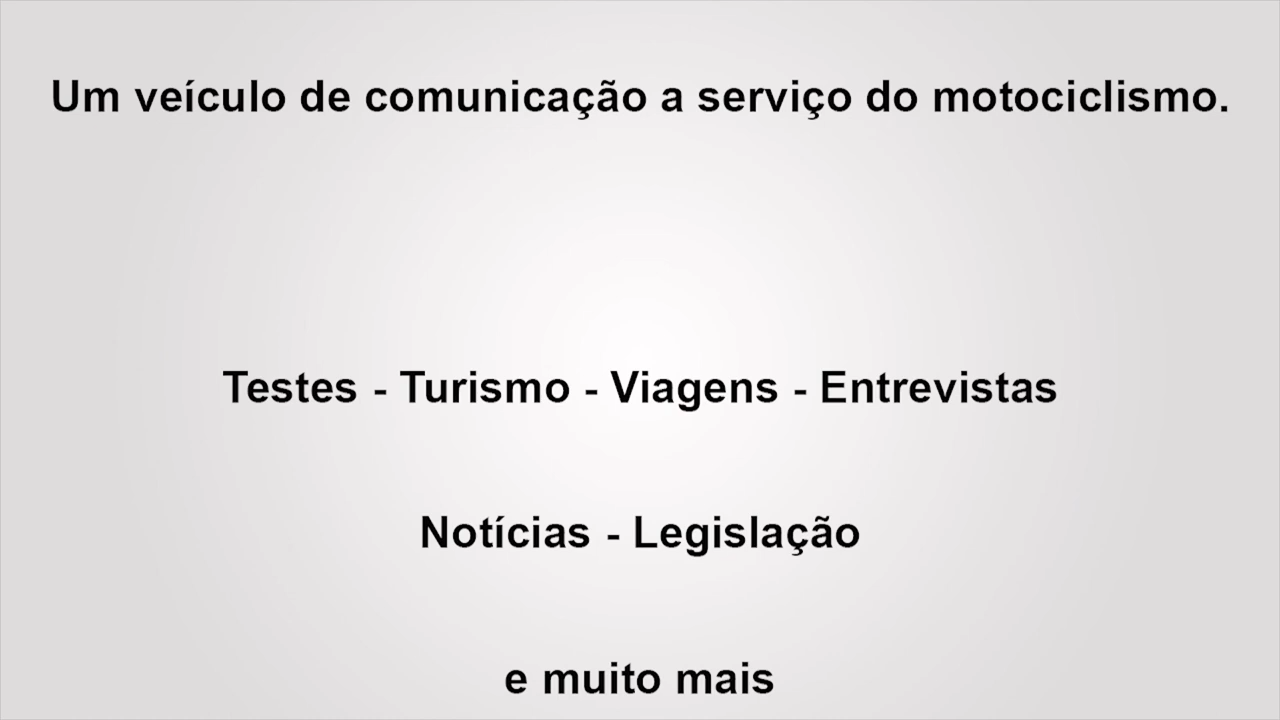 Um veículo de comunicação a serviço do motociclismo.
Testes - Turismo - Viagens - Entrevistas
Notícias - Legislação
e muito mais